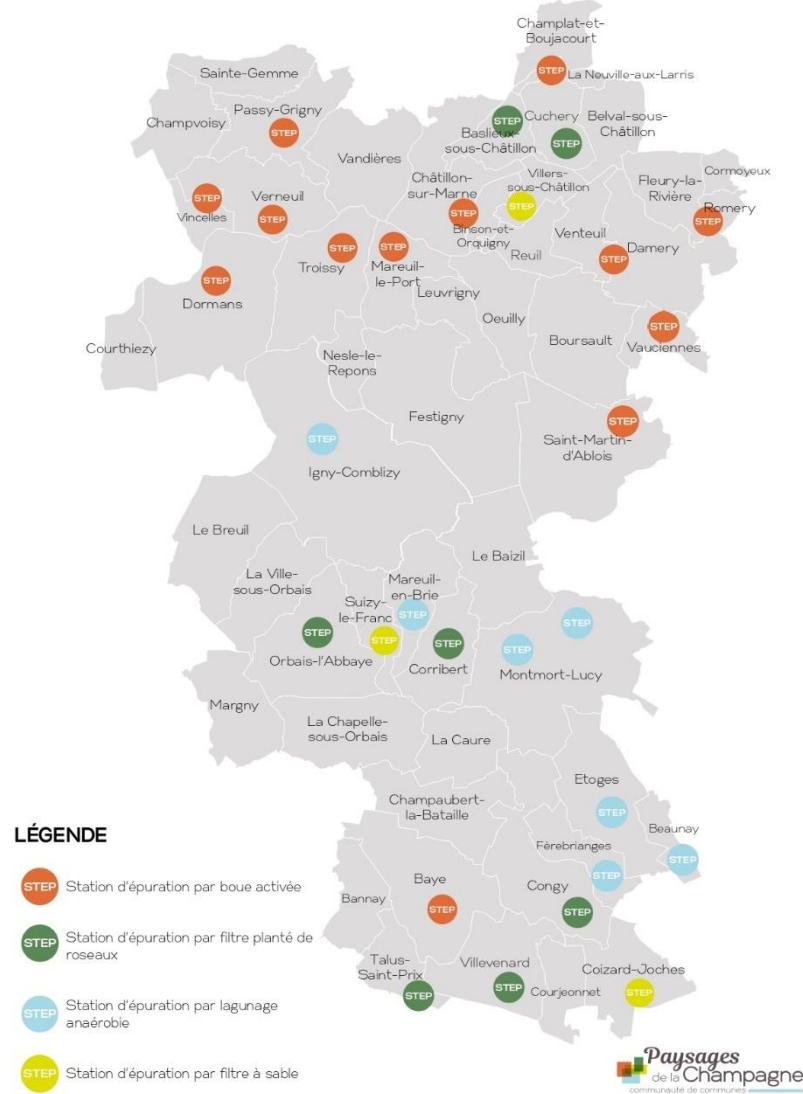 Champlat-et-
Boujacourt
STEP
La Neuville-aux-Larris
Sainte-Gemme
Passy-Grigny
STEP
Champvoisy
STEP
Cuchery
Belval-sous-
Châtillon
Baslieux-
sous-Châtillon
STEP
Vandières
Châtillon-
sur-Marne
STEP
Villers-
sous-Châtillon
STEP
Fleury-la-
Rivière
Cormoyeux
Romery
STEP
STEP
Vincelles
Verneuil
STEP
Binson-et-
Orquigny
Reuil
Venteuil
Damery
STEP
STEP
Troissy
STEP
Mareuil-
le-Port
Leuvrigny
STEP
Dormans
Oeuilly
Boursault
STEP
Vauciennes
Courthiezy
Nesle-le-
Repons
Festigny
STEP
Saint-Martin-
d'Ablois
STEP
Igny-Comblizy
Le Breuil
Le Baizil
La Ville-
sous-Orbais
Mareuil-
en-Brie
STEP
Suizy-
le-Franc
STEP
STEP
Orbais-l'Abbaye
STEP
Corribert
STEP
STEP
Montmort-Lucy
Margny
La Chapelle-
sous-Orbais
La Caure
Etoges
STEP
Champaubert-
la-Bataille
Beaunay
STEP
Fèrebrianges
STEP
LÉGENDE
STEP Station d'épuration par boue activée
Baye
STEP
Bannay
Congy
STEP
STEP Station d'épuration par filtre planté de
roseaux
Talus-
Saint-Prix
STEP
Villevenard
STEP
Courjeonnet
Coizard-Joches
STEP
STEP Station d'épuration par lagunage
anaérobie
STEP Station d'épuration par filtre à sable
Paysages
de la Champagne
communauté de communes